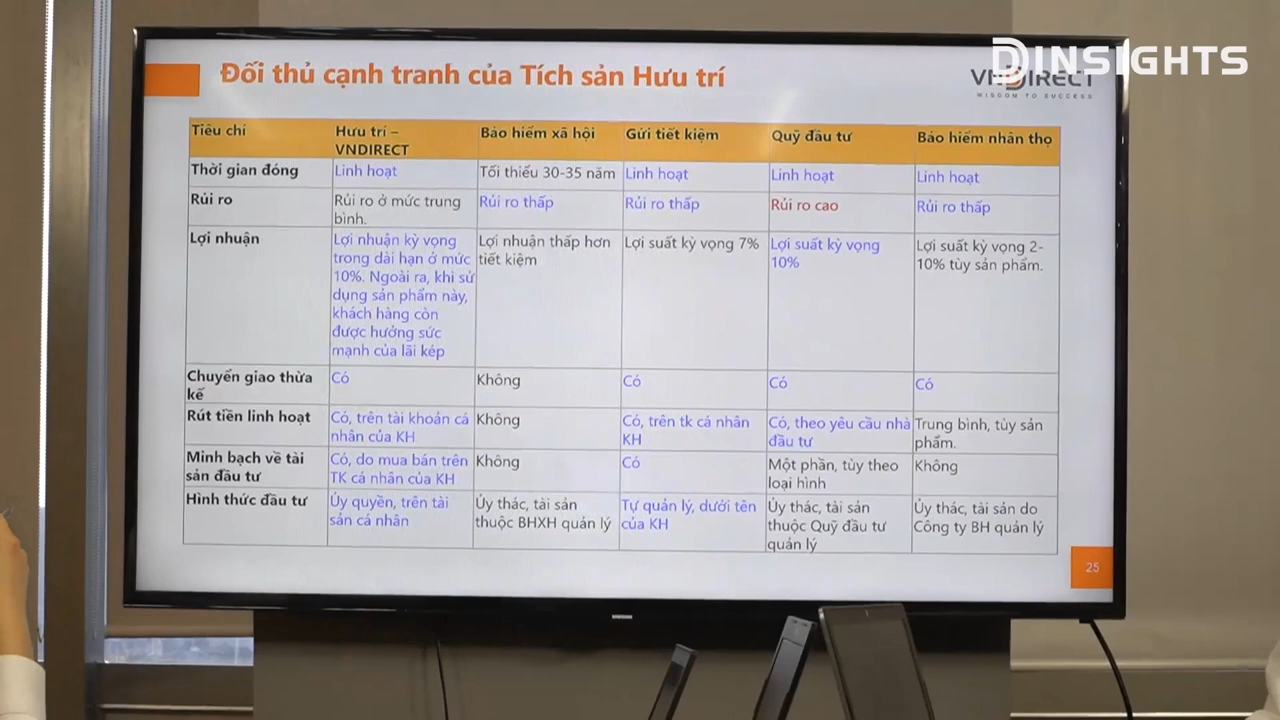 DINSIGHTS
Đối thủ cạnh tranh của Tích sản Hưu trí
VNDIRECT
WISDOM TO SUCCESS
Tiêu chí
Hưu trí –
VNDIRECT
Bảo hiểm xã hội
Gửi tiết kiệm
Quỹ đầu tư
Bảo hiểm nhân thọ
Thời gian đóng
Linh hoạt
Tối thiểu 30-35 năm
Linh hoạt
Linh hoạt
Linh hoạt
Rủi ro
Rủi ro ở mức trung
bình.
Rủi ro thấp
Rủi ro thấp
Rủi ro cao
Rủi ro thấp
Lợi nhuận
Lợi nhuận kỳ vọng
trong dài hạn ở mức
10%. Ngoài ra, khi sử
dụng sản phẩm này,
khách hàng còn
được hưởng sức
mạnh của lãi kép
Lợi nhuận thấp hơn
tiết kiệm
Lợi suất kỳ vọng 7%
Lợi suất kỳ vọng
10%
Lợi suất kỳ vọng 2-
10% tùy sản phẩm.
Chuyển giao thừa
kế
Có
Không
Có
Có
Có
Rút tiền linh hoạt
Có, trên tài khoản cá
nhân của KH
Không
Có, trên tk cá nhân
KH
Có, theo yêu cầu nhà
đầu tư
Trung bình, tùy sản
phẩm.
Minh bạch về tài
sản đầu tư
Có, do mua bán trên
TK cá nhân của KH
Không
Có
Một phần, tùy theo
loại hình
Không
Hình thức đầu tư
Ủy quyền, trên tài
sản cá nhân
Ủy thác, tài sản
thuộc BHXH quản lý
Tự quản lý, dưới tên
của KH
Ủy thác, tài sản
thuộc Quỹ đầu tư
quản lý
Ủy thác, tài sản do
Công ty BH quản lý
25
SAMSUNG